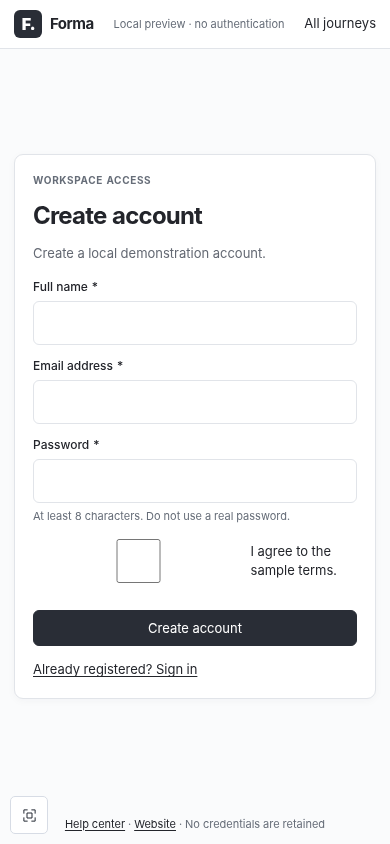 F. Forma Local preview · no authentication All journeys
WORKSPACE ACCESS
Create account
Create a local demonstration account.
Full name *
Email address *
Password *
At least 8 characters. Do not use a real password.
I agree to the
sample terms.
Create account
Already registered? Sign in
Help center · Website · No credentials are retained